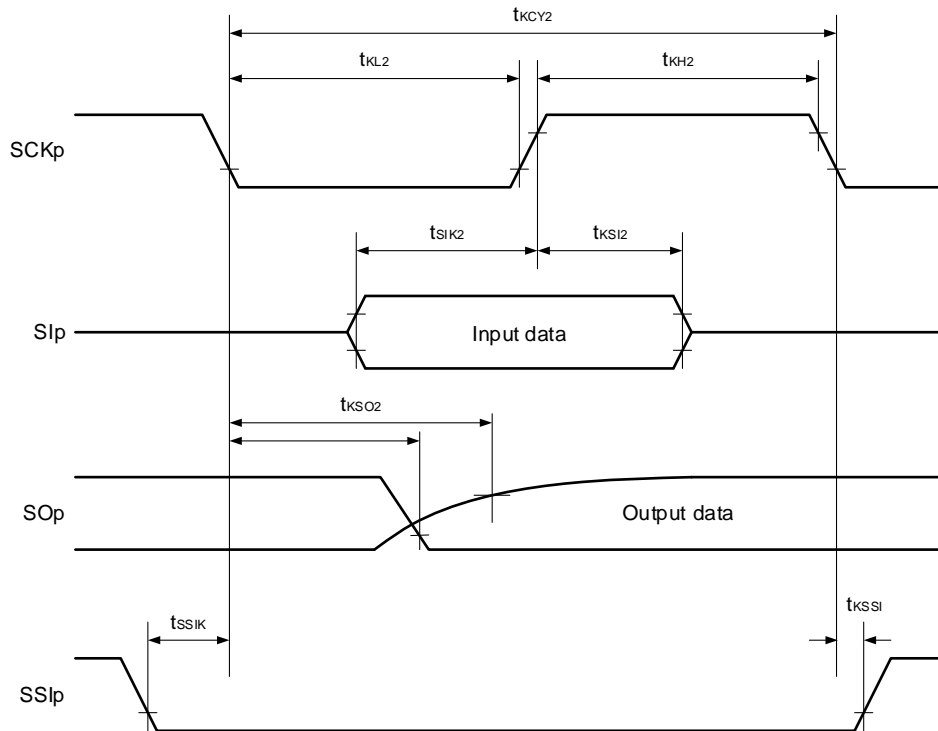 tKCY2
tKL2
tKH2
SCKp
tSIK2
tKSI2
SIp
Input data
tKSO2
SOp
Output data
tSSIK
tKSSI
SSIp